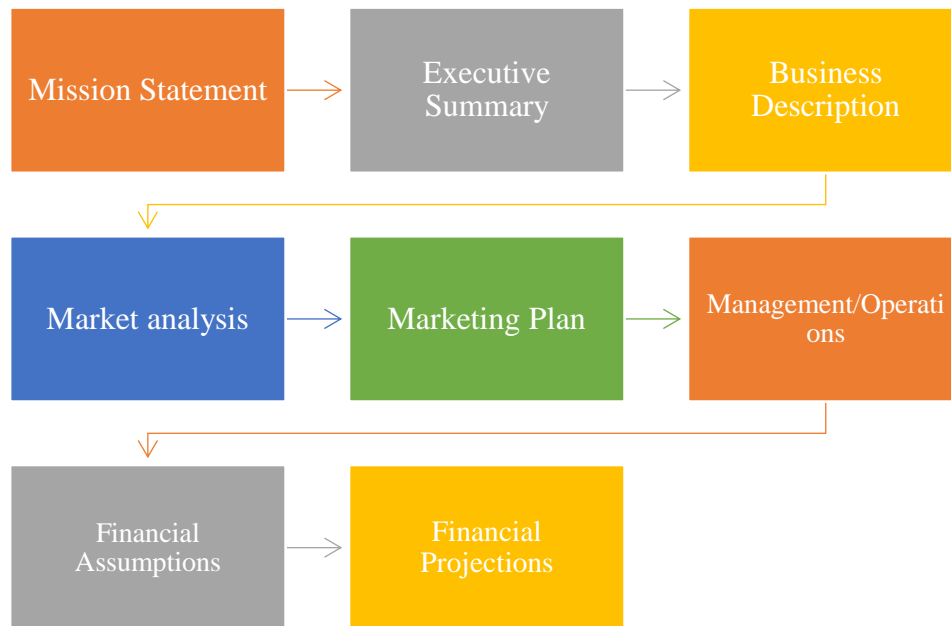 Mission Statement
Executive
Summary
Business
Description
Market analysis
Marketing Plan
Management/Operati
ons
Financial
Assumptions
Financial
Projections